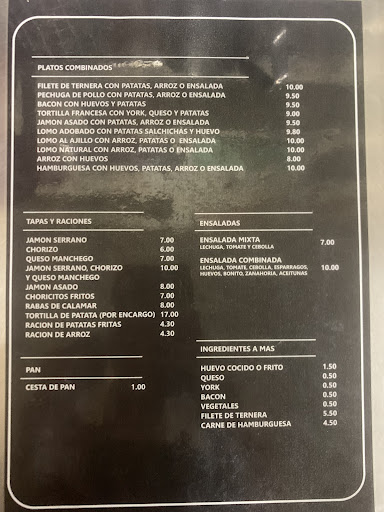 PLATOS COMBINADOS
FILETE DE TERNERA CON PATATAS, ARROZ O ENSALADA 10.00
PECHUGA DE POLLO CON PATATAS, ARROZ O ENSALADA 9.50
BACON CON HUEVOS Y PATATAS 9.50
TORTILLA FRANCESA CON YORK, QUESO Y PATATAS 9.00
JAMON ASADO CON PATATAS, ARROZ O ENSALADA 9.50
LOMO ADOBADO CON PATATAS SALCHICHAS Y HUEVO 9.80
LOMO AL AJILLO CON ARROZ, PATATAS O ENSALADA 10.00
LOMO NATURAL CON ARROZ, PATATAS O ENSALADA 10.00
ARROZ CON HUEVOS 8.00
HAMBURGUESA CON HUEVOS, PATATAS, ARROZ O ENSALADA 10.00
TAPAS Y RACIONES
JAMON SERRANO 7.00
CHORIZO 6.00
QUESO MANCHEGO 7.00
JAMON SERRANO, CHORIZO 10.00
Y QUESO MANCHEGO
JAMON ASADO 8.00
CHORICITOS FRITOS 7.00
RABAS DE CALAMAR 8.00
TORTILLA DE PATATA (POR ENCARGO) 17.00
RACION DE PATATAS FRITAS 4.30
RACION DE ARROZ 4.30
PAN
CESTA DE PAN 1.00
ENSALADAS
ENSALADA MIXTA 7.00
LECHUGA, TOMATE Y CEBOLLA
ENSALADA COMBINADA
LECHUGA, TOMATE, CEBOLLA, ESPARRAGOS, 10.00
HUEVOS, BONITO, ZANAHORIA, ACEITUNAS
INGREDIENTES A MAS
HUEVO COCIDO O FRITO 1.50
QUESO 0.50
YORK 0.50
BACON 0.50
VEGETALES 0.50
FILETE DE TERNERA 5.50
CARNE DE HAMBURGUESA 4.50